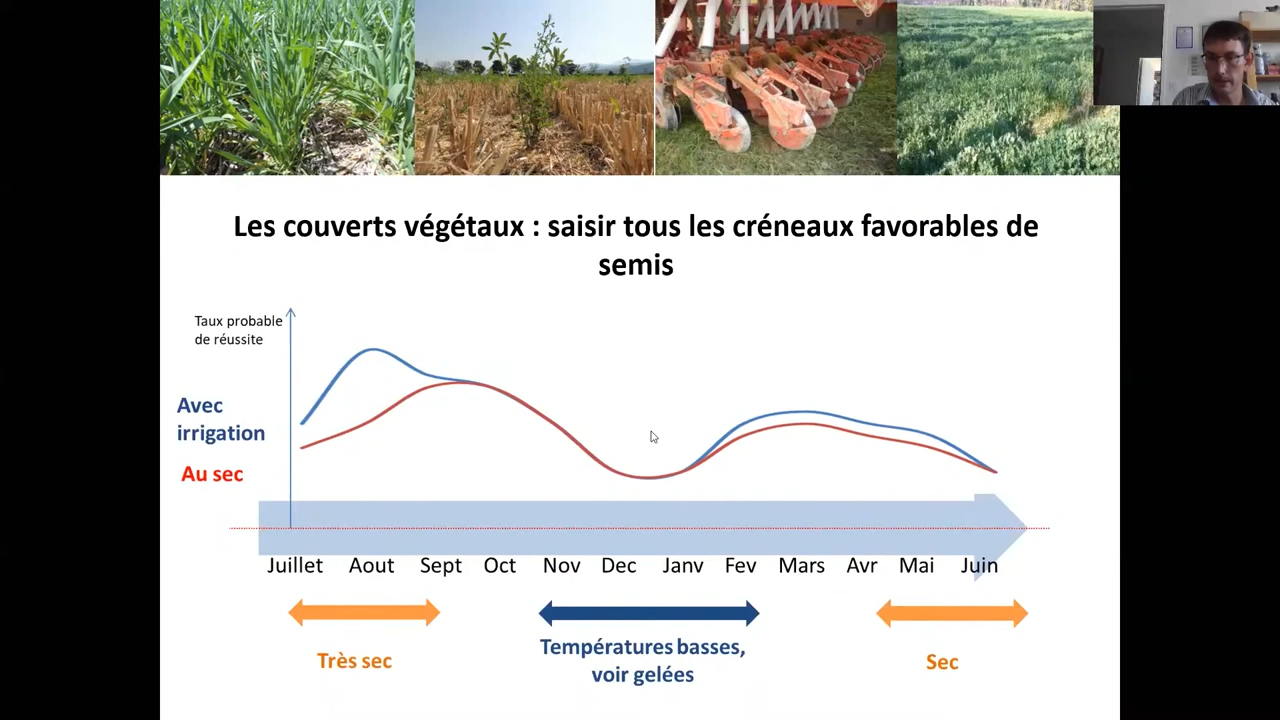 Les couverts végétaux : saisir tous les créneaux favorables de
semis
Taux probable
de réussite
Avec
irrigation
Au sec
Juillet Aout Sept Oct Nov Dec Janv Fev Mars Avr Mai Juin
Très sec
Températures basses,
voir gelées
Sec